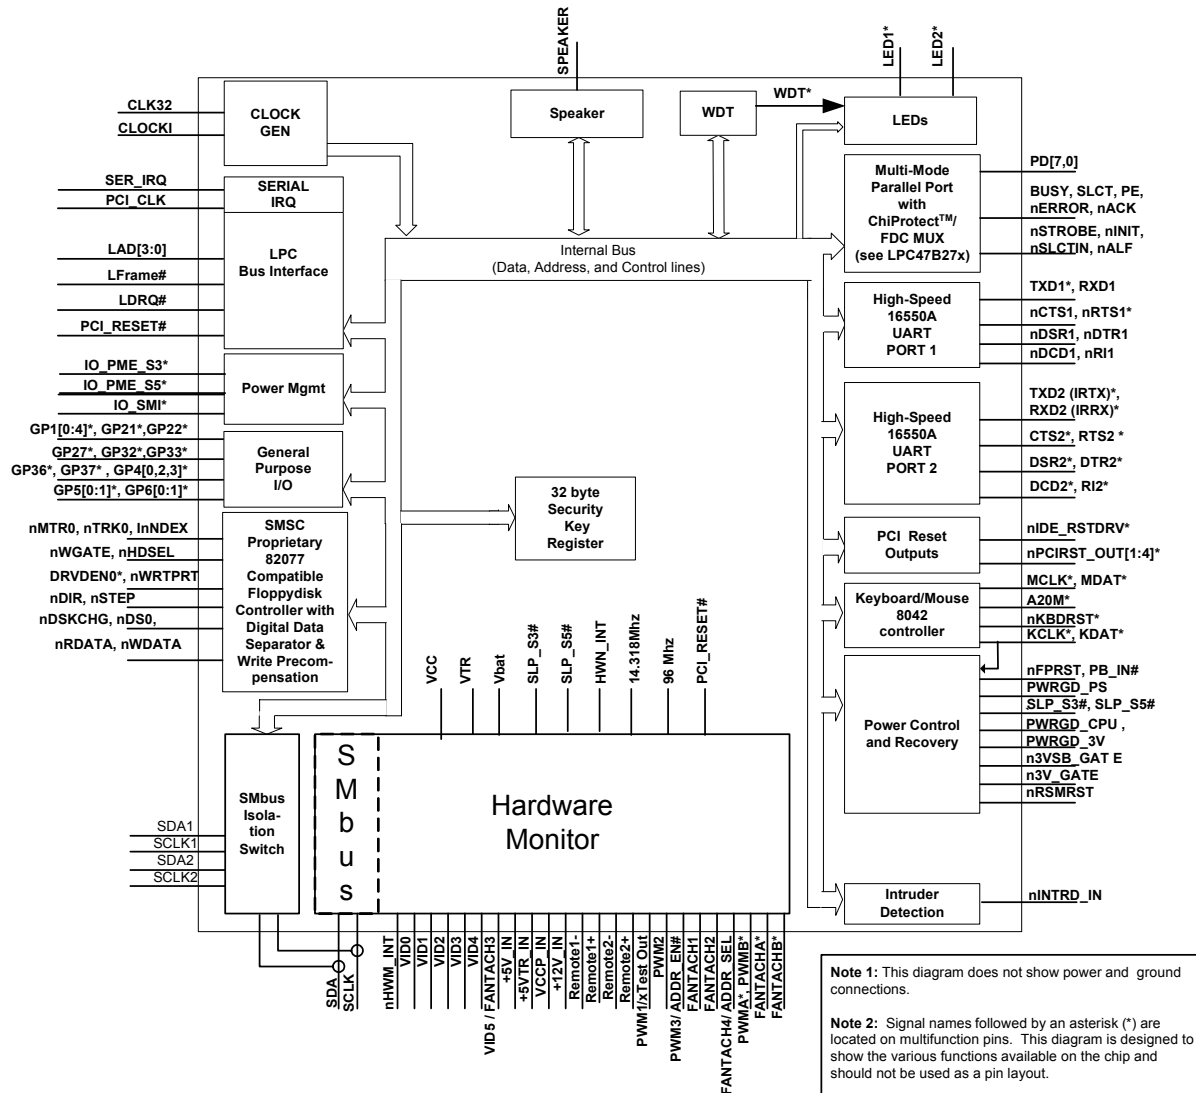 SPEAKER
LED1*
LED2*
CLK32
CLOCKI
CLOCK
GEN
Speaker
WDT
WDT*
LEDs
SER_IRQ
PCI_CLK
SERIAL
IRQ
LAD[3:0]
LFrame#
LDRQ#
PCI_RESET#
LPC
Bus Interface
Internal Bus
(Data, Address, and Control lines)
Multi-Mode
Parallel Port
with
ChiProtect™/
FDC MUX
(see LPC47B27x)
PD[7,0]
BUSY, SLCT, PE,
nERROR, nACK
nSTROBE, nINIT,
nSLCTIN, nALF
High-Speed
16550A
UART
PORT 1
TXD1*, RXD1
nCTS1, nRTS1*
nDSR1, nDTR1
nDCD1, nRI1
IO_PME_S3*
IO_PME_S5*
IO_SMI*
Power Mgmt
High-Speed
16550A
UART
PORT 2
TXD2 (IRTX)*,
RXD2 (IRRX)*
CTS2*, RTS2 *
DSR2*, DTR2*
DCD2*, RI2*
GP1[0:4]*, GP21*,GP22*
GP27*, GP32*,GP33*
GP36*, GP37* , GP4[0,2,3]*
GP5[0:1]*, GP6[0:1]*
General
Purpose
I/O
32 byte
Security
Key
Register
PCI Reset
Outputs
nIDE_RSTDRV*
nPCIRST_OUT[1:4]*
nMTR0, nTRK0, InNDEX
nWGATE, nHDSEL
DRVDEN0*, nWRTPRT
nDIR, nSTEP
nDSKCHG, nDS0,
nRDATA, nWDATA
SMSC
Proprietary
82077
Compatible
Floppydisk
Controller with
Digital Data
Separator &
Write Precom-
pensation
Keyboard/Mouse
8042
controller
MCLK*, MDAT*
A20M*
nKBDRST*
KCLK*, KDAT*
Power Control
and Recovery
nFPRST, PB_IN#
PWRGD_PS
SLP_S3#, SLP_S5#
PWRGD_CPU ,
PWRGD_3V
n3VSB_GAT E
n3V_GATE
nRSMRST
VCC
VTR
Vbat
SLP_S3#
SLP_S5#
HWN_INT
14.318Mhz
96 Mhz
PCI_RESET#
SMbus
Isola-
tion
Switch
SDA1
SCLK1
SDA2
SCLK2
S
M
b
u
s
Hardware
Monitor
Intruder
Detection
nINTRD_IN
SDA
SCLK
nHWM_INT
VID0
VID1
VID2
VID3
VID4
VID5 / FANTACH3
+5V_IN
+5VTR_IN
VCCP_IN
+12V_IN
Remote1-
Remote1+
Remote2-
Remote2+
PWM1/xTest Out
PWM2
PWM3/ ADDR_EN#
FANTACH1
FANTACH2
FANTACH4/ ADDR_SEL
PWMA*, PWMB*
FANTACHA*
FANTACHB*
Note 1: This diagram does not show power and ground
connections.
Note 2: Signal names followed by an asterisk (*) are
located on multifunction pins. This diagram is designed to
show the various functions available on the chip and
should not be used as a pin layout.